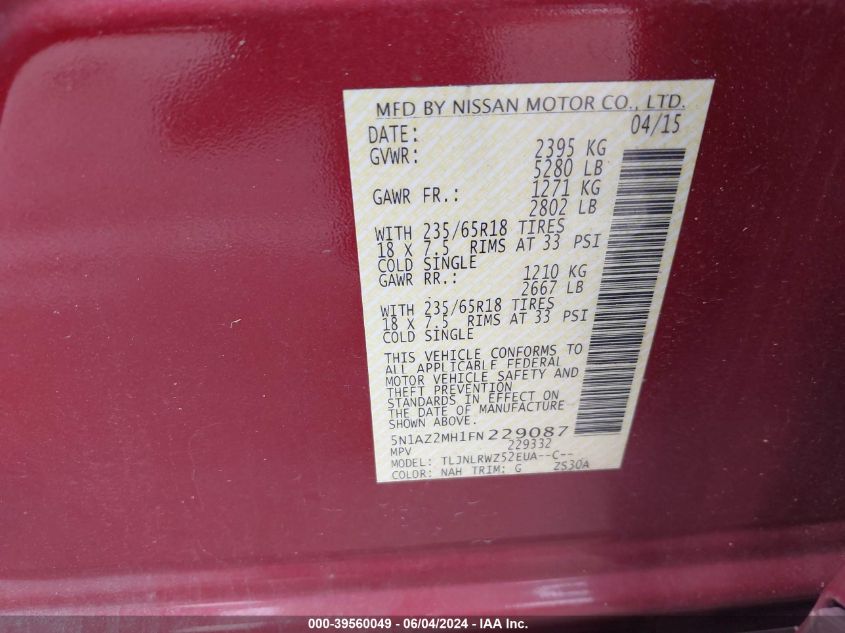 MFD BY NISSAN MOTOR CO., LTD.
DATE: 04/15
GVWR: 2395 KG
5280 LB
GAWR FR.: 1271 KG
2802 LB
WITH 235/65R18 TIRES
18 X 7.5 RIMS AT 33 PSI
COLD SINGLE
GAWR RR.: 1210 KG
2667 LB
WITH 235/65R18 TIRES
18 X 7.5 RIMS AT 33 PSI
COLD SINGLE
THIS VEHICLE CONFORMS TO
ALL APPLICABLE FEDERAL
MOTOR VEHICLE SAFETY AND
THEFT PREVENTION
STANDARDS IN EFFECT ON
THE DATE OF MANUFACTURE
SHOWN ABOVE.
5N1AZ2MH1FN229087
MPV 229332
MODEL: TLJNLRWZ52EUA--C--
COLOR: NAH TRIM: G ZS30A
000-39560049 - 06/04/2024 - IAA Inc.